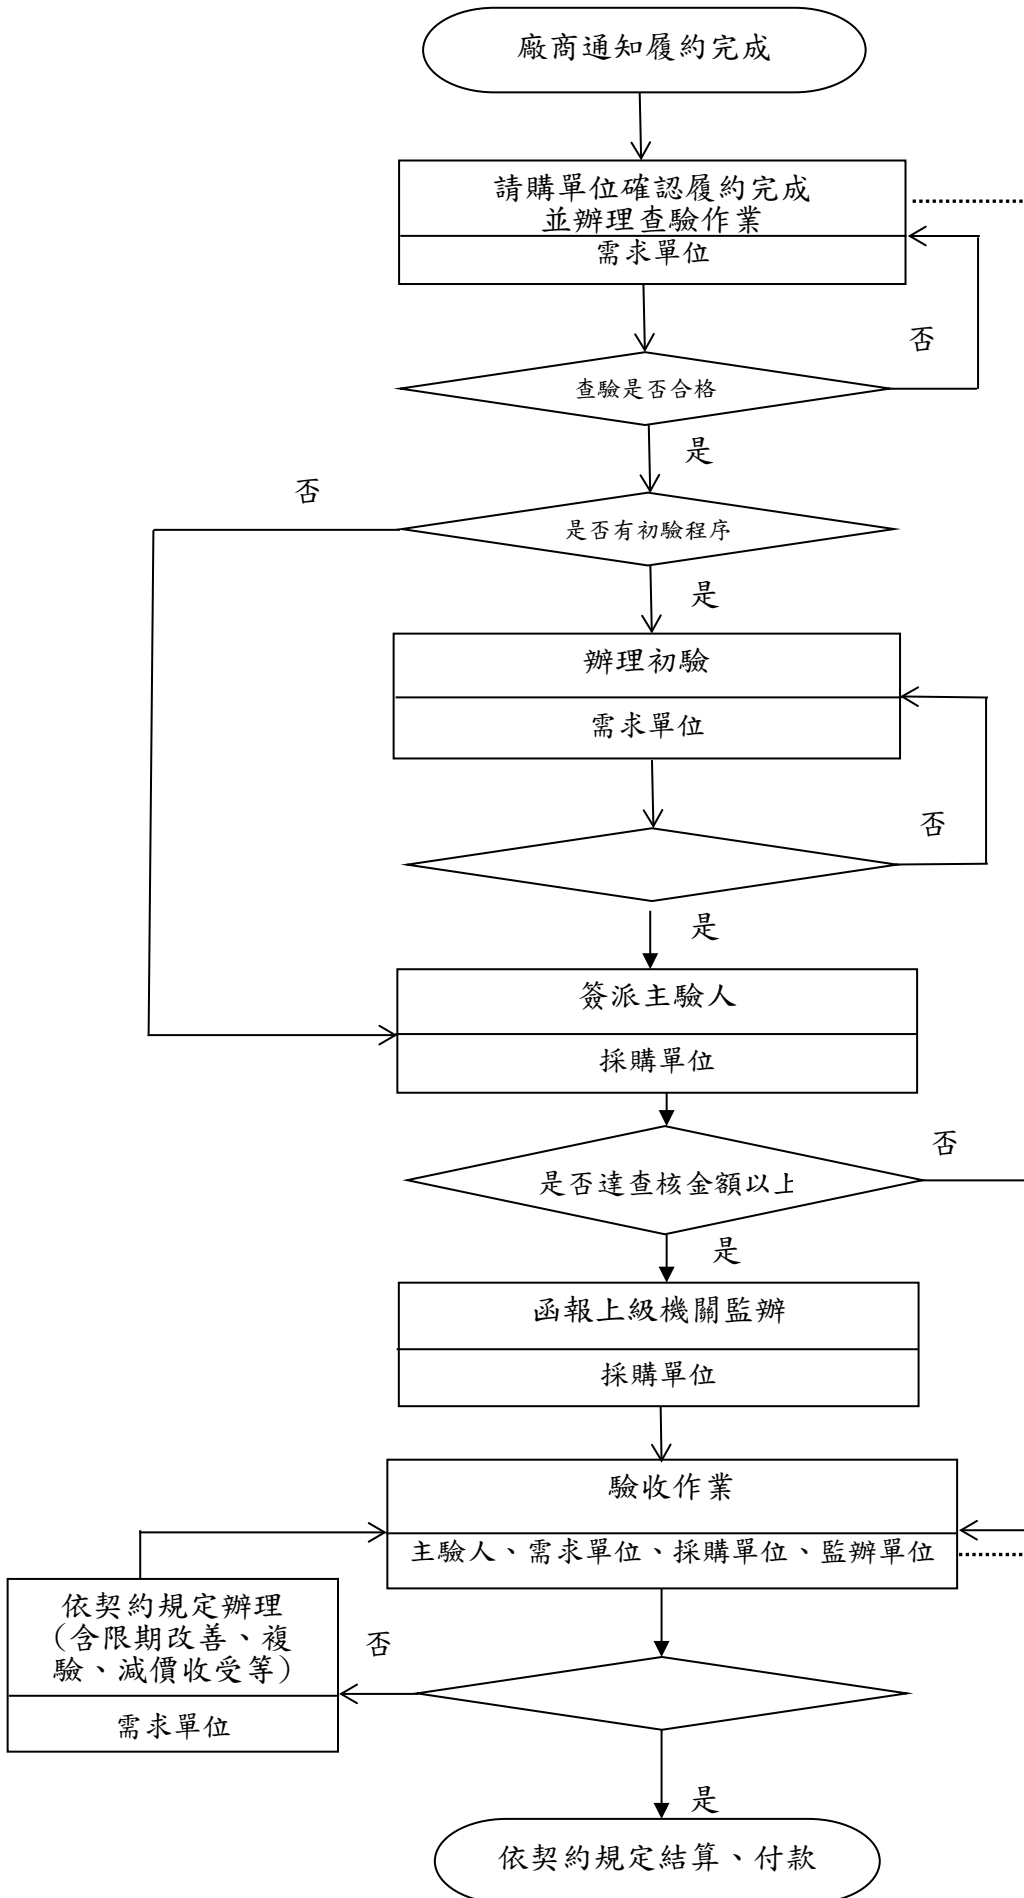 廠商通知履約完成
請購單位確認履約完成
並辦理查驗作業
需求單位
否
查驗是否合格
是
否
是否有初驗程序
是
辦理初驗
需求單位
否
是
簽派主驗人
採購單位
否
是否達查核金額以上
是
函報上級機關監辦
採購單位
驗收作業
主驗人、需求單位、採購單位、監辦單位
依契約規定辦理
(含限期改善、複
驗、減價收受等)
否
需求單位
是
依契約規定結算、付款